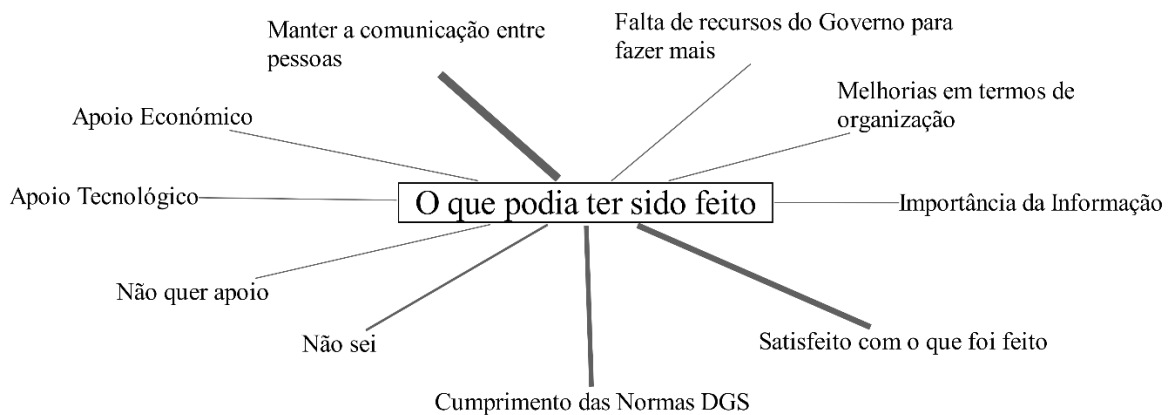 Manter a comunicação entre
pessoas
Falta de recursos do Governo para
fazer mais
Apoio Económico
Melhorias em termos de
organização
Apoio Tecnológico
O que podia ter sido feito
Importância da Informação
Não quer apoio
Não sei
Satisfeito com o que foi feito
Cumprimento das Normas DGS